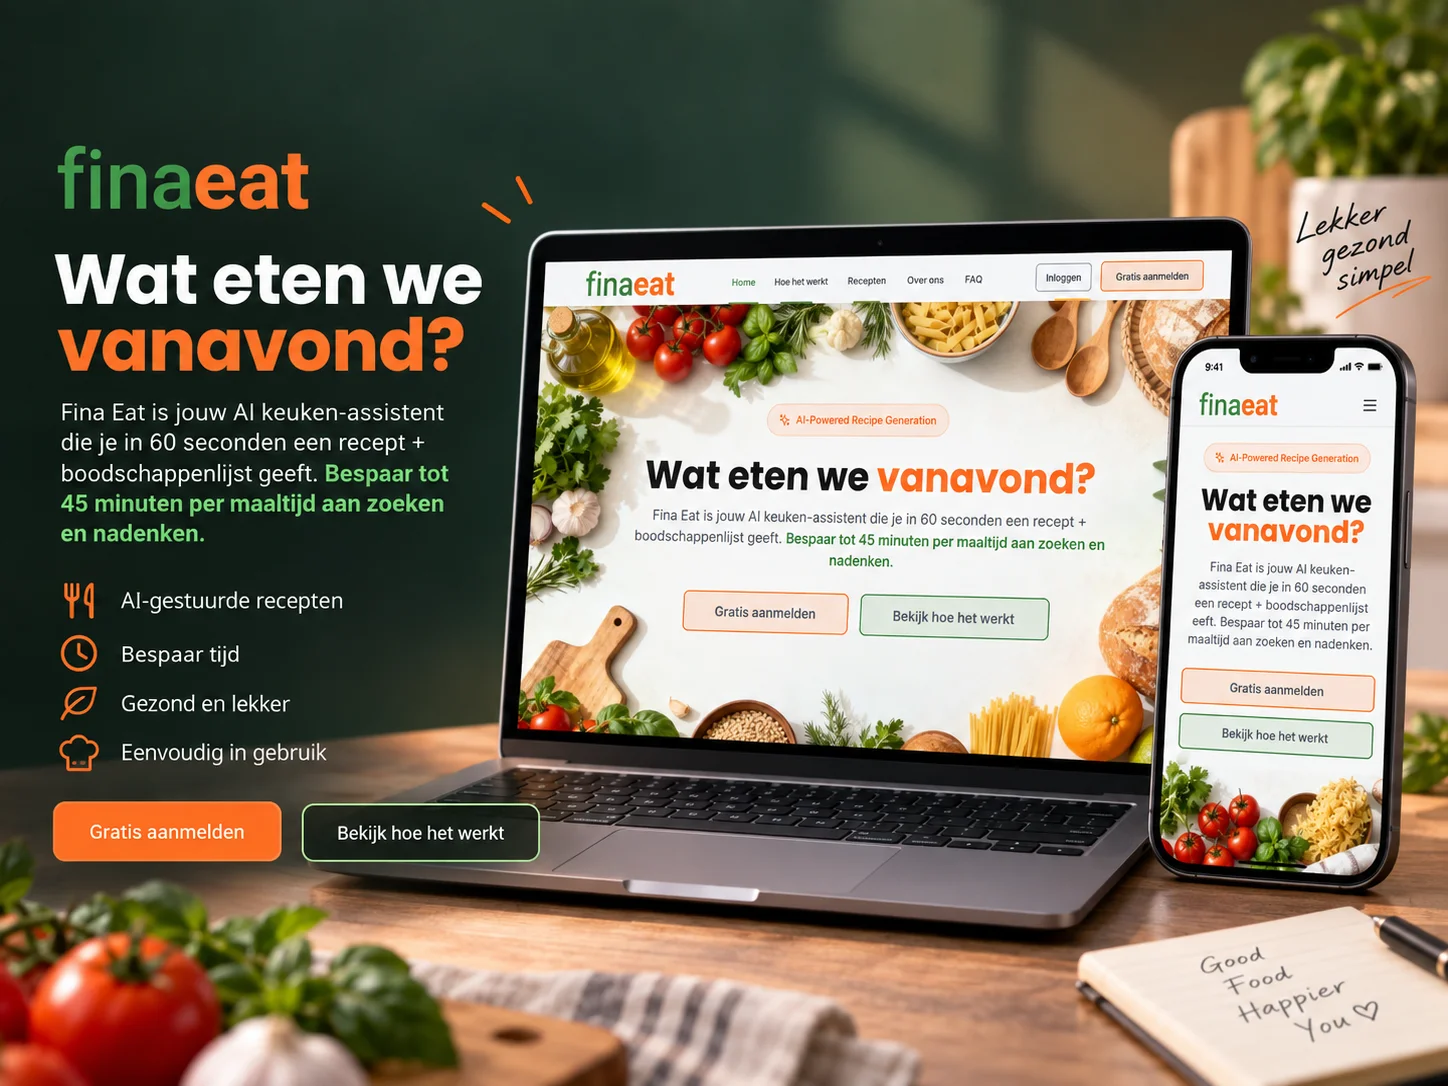 finaeat
Wat eten we
vanavond?
Fina Eat is jouw AI keuken-assistent
die je in 60 seconden een recept +
boodschappenlijst geeft. Bespaar tot
45 minuten per maaltijd aan zoeken
en nadenken.
AI-gestuurde recepten
Bespaar tijd
Gezond en lekker
Eenvoudig in gebruik
Gratis aanmelden
Bekijk hoe het werkt
finaeat
Home
Hoe het werkt
Recepten
Over ons
FAQ
Inloggen
Gratis aanmelden
AI-Powered Recipe Generation
Wat eten we vanavond?
Fina Eat is jouw AI keuken-assistent die je in 60 seconden een recept +
boodschappenlijst geeft. Bespaar tot 45 minuten per maaltijd aan zoeken en
nadenken.
Gratis aanmelden
Bekijk hoe het werkt
Lekker
gezond
simpel
9:41
finaeat
AI-Powered Recipe Generation
Wat eten we
vanavond?
Fina Eat is jouw AI keuken-
assistent die je in 60 seconden
een recept + boodschappenlijst
eeft. Bespaar tot 45 minuten per
maaltijd aan zoeken en nadenken.
Gratis aanmelden
Bekijk hoe het werkt
Good
Food
Happier
You